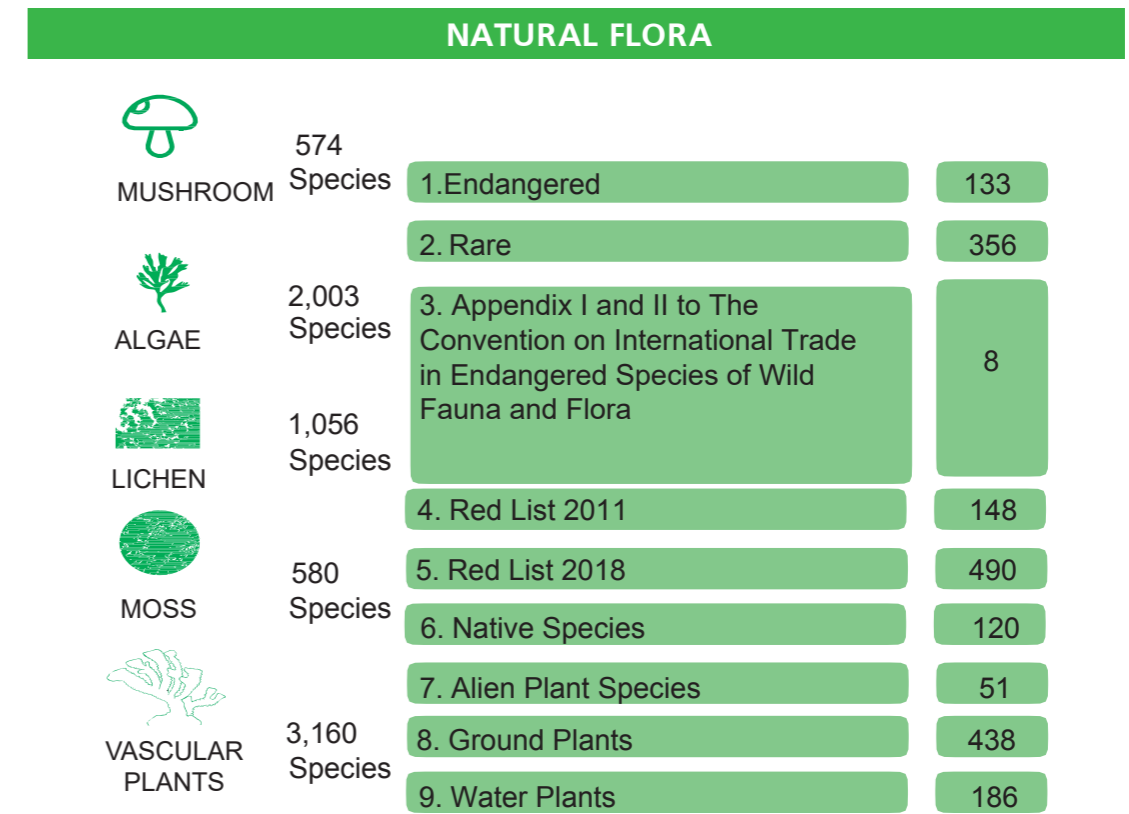 NATURAL FLORA
574
Species
MUSHROOM
2,003
Species
ALGAE
1,056
Species
LICHEN
580
Species
MOSS
3,160
Species
VASCULAR
PLANTS
1.Endangered 133
2. Rare 356
3. Appendix I and II to The
Convention on International Trade
in Endangered Species of Wild
Fauna and Flora
8
4. Red List 2011 148
5. Red List 2018 490
6. Native Species 120
7. Alien Plant Species 51
8. Ground Plants 438
9. Water Plants 186